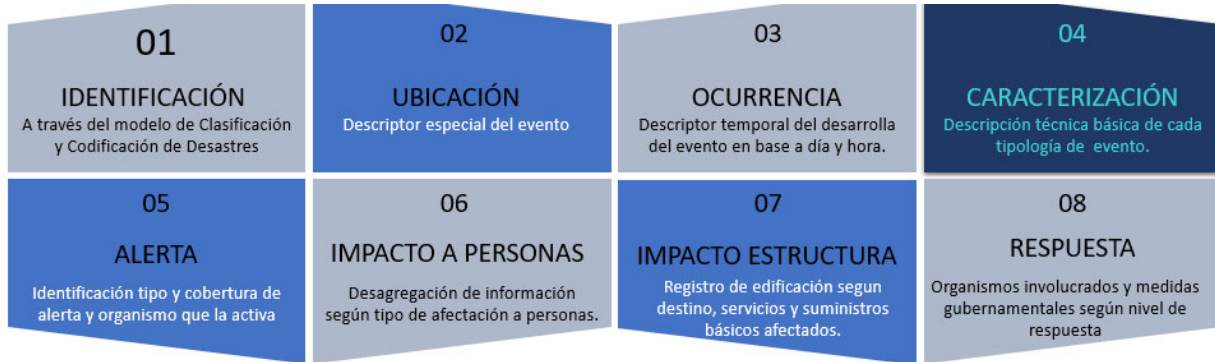 01
IDENTIFICACIÓN
A través del modelo de Clasificación
y Codificación de Desastres
02
UBICACIÓN
Descriptor especial del evento
03
OCURRENCIA
Descriptor temporal del desarrolla
del evento en base a día y hora.
04
CARACTERIZACIÓN
Descripción técnica básica de cada
tipología de evento.
05
ALERTA
Identificación tipo y cobertura de
alerta y organismo que la activa
06
IMPACTO A PERSONAS
Desagregación de información
según tipo de afectación a personas.
07
IMPACTO ESTRUCTURA
Registro de edificación segun
destino, servicios y suministros
básicos afectados.
08
RESPUESTA
Organismos involucrados y medidas
gubernamentales según nivel de
respuesta